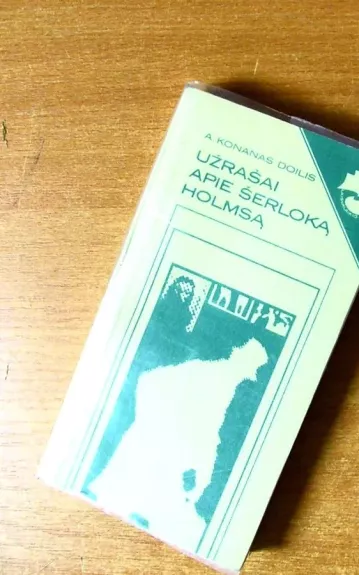 A KONANAS DOILIS
UŽRAŠAI
APIE ŠERLOKĄ
HOLMSĄ